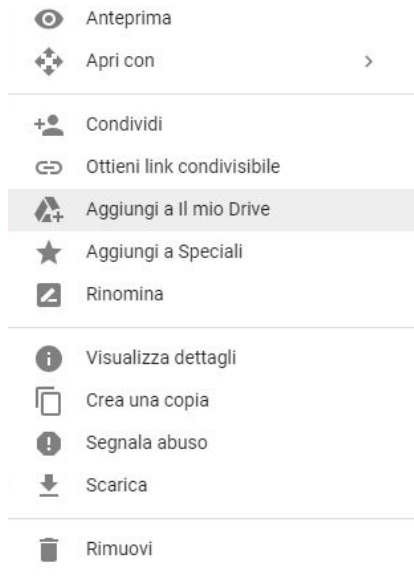 Anteprima
Apri con
Condividi
Ottieni link condivisibile
Aggiungi a Il mio Drive
Aggiungi a Speciali
Rinomina
Visualizza dettagli
Crea una copia
Segnala abuso
Scarica
Rimuovi